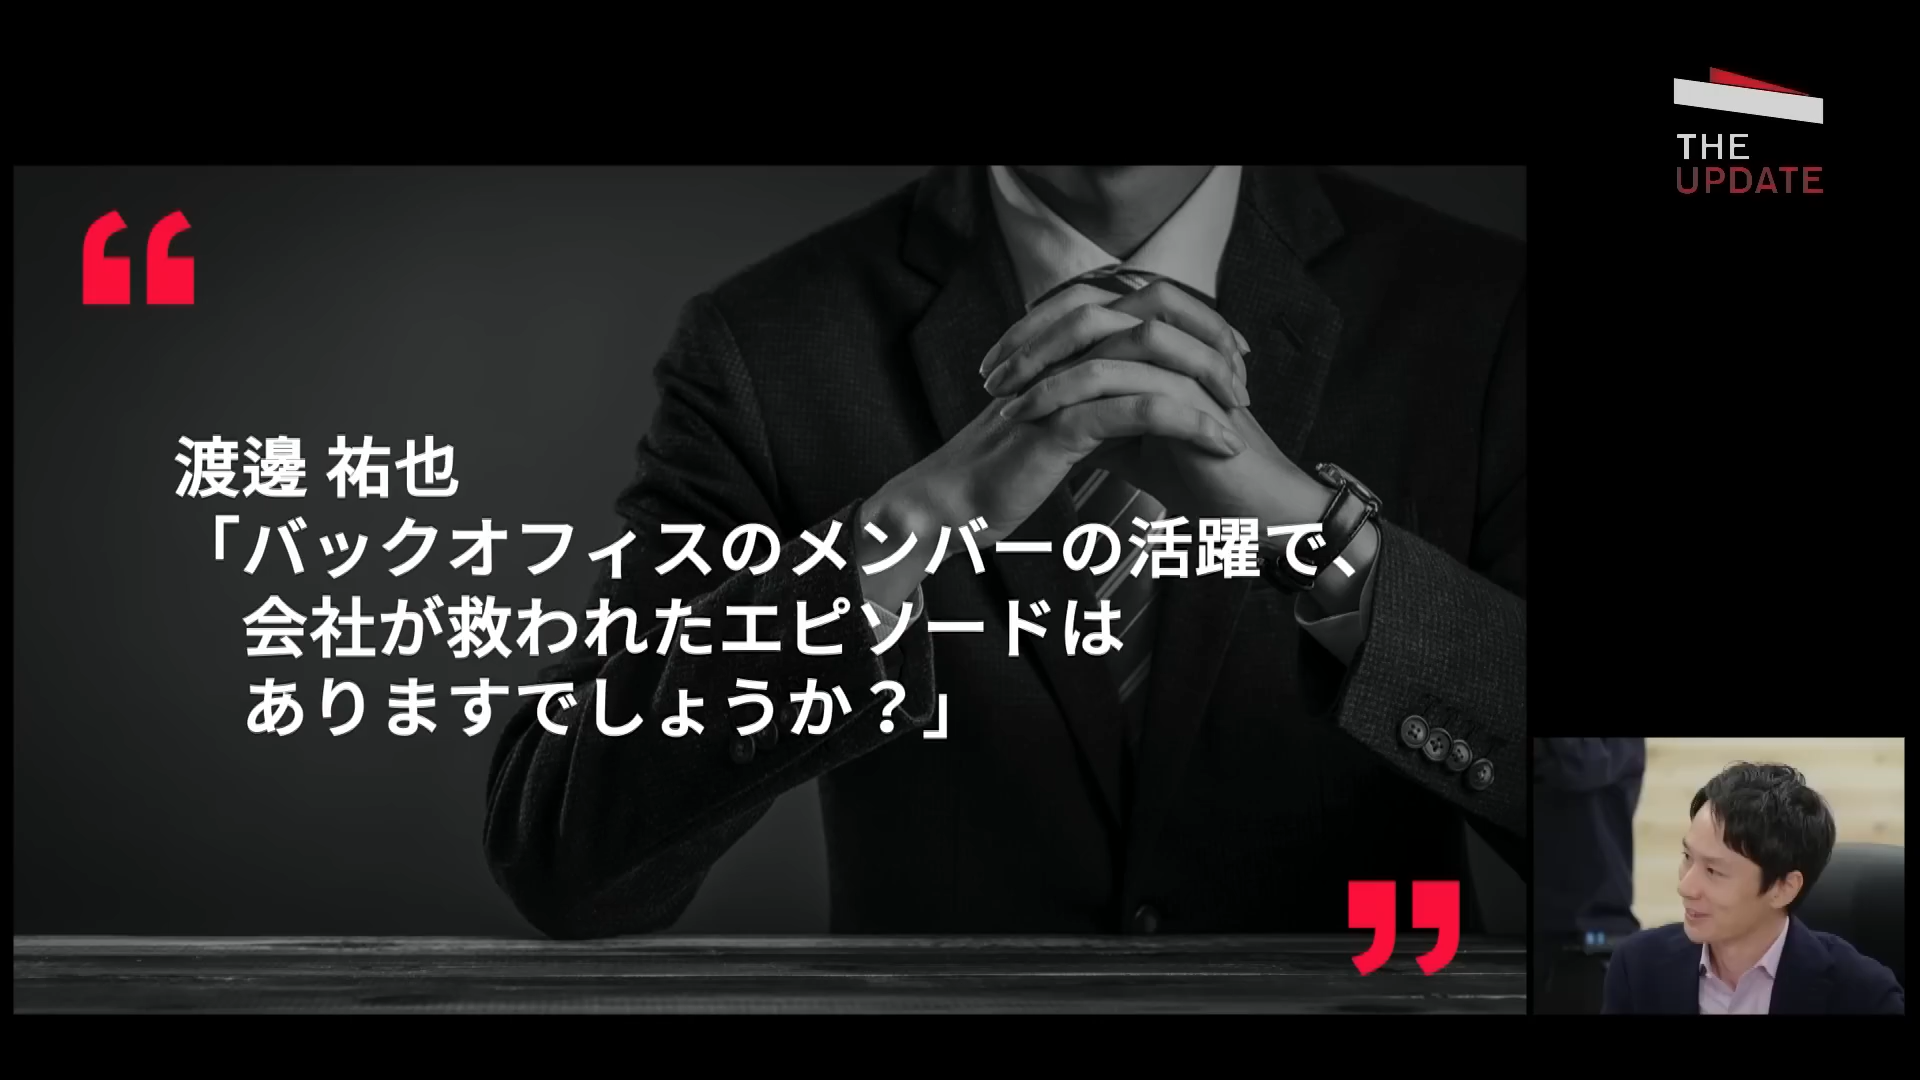 THE
UPDATE
渡邊 祐也
「バックオフィスのメンバーの活躍で、
会社が救われたエピソードは
ありますでしょうか？」